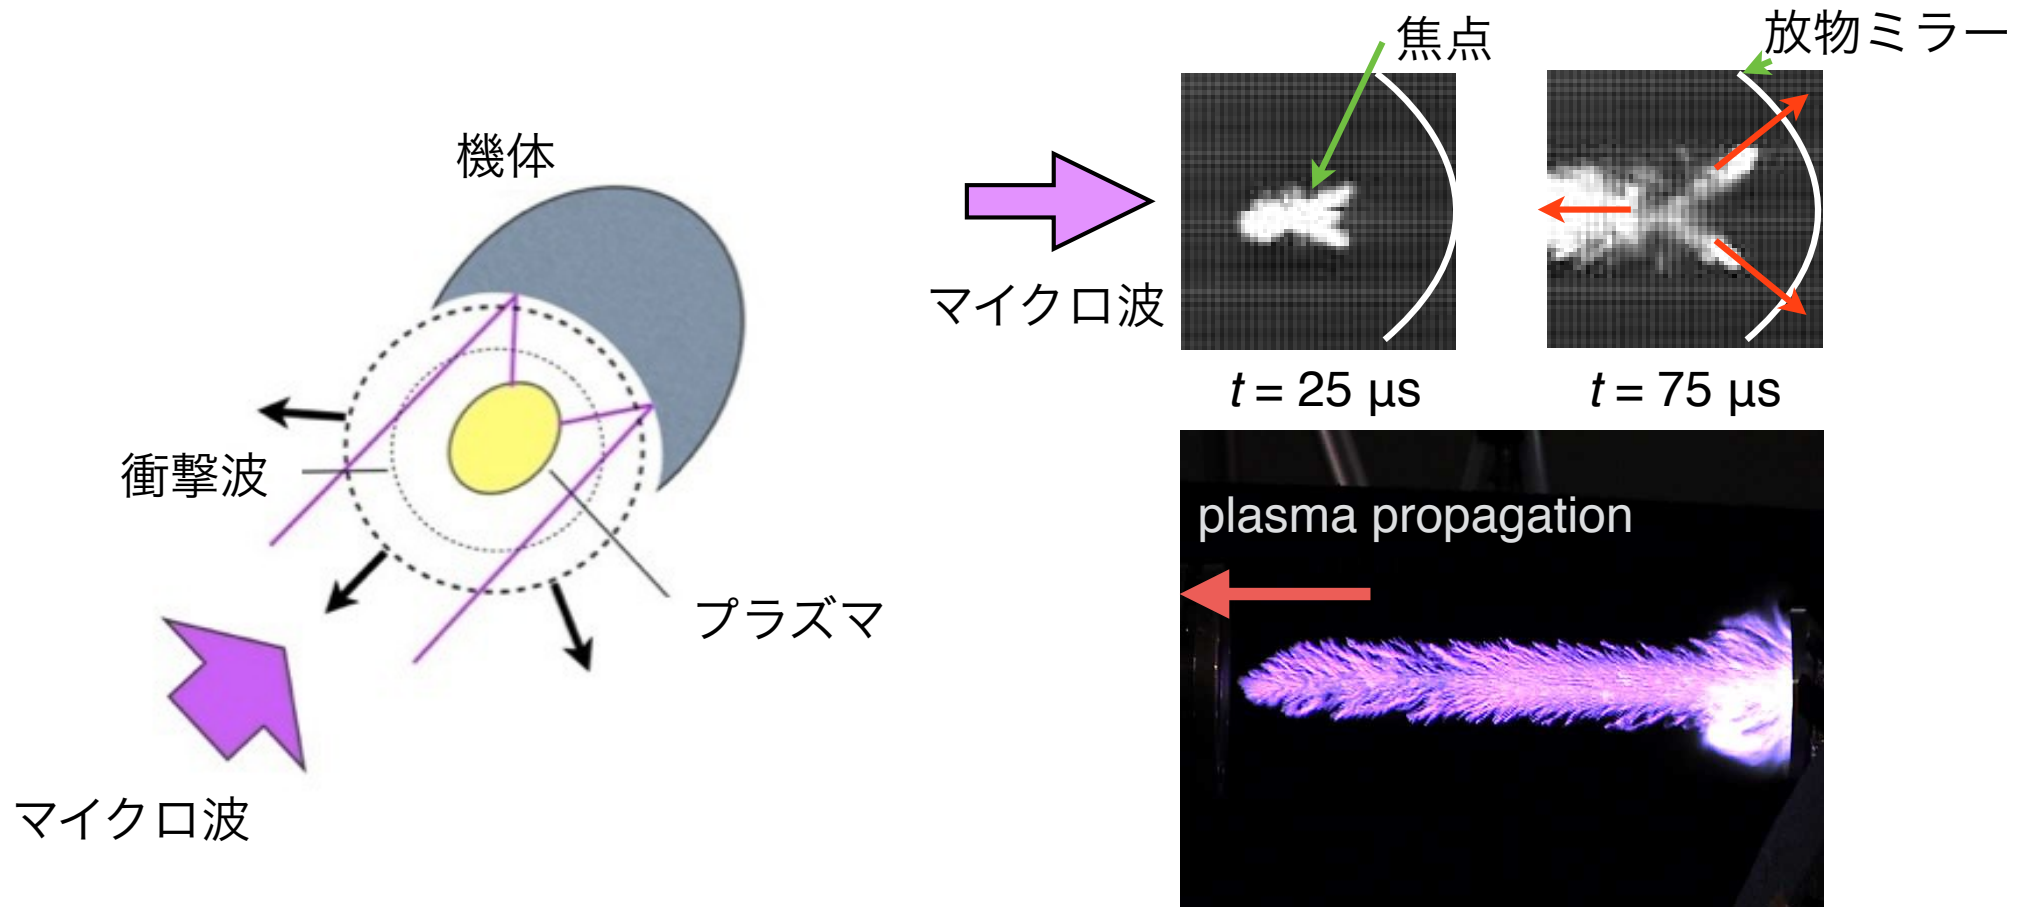 機体
衝撃波
プラズマ
マイクロ波
マイクロ波
焦点
放物ミラー
t = 25 μs
t = 75 μs
plasma propagation